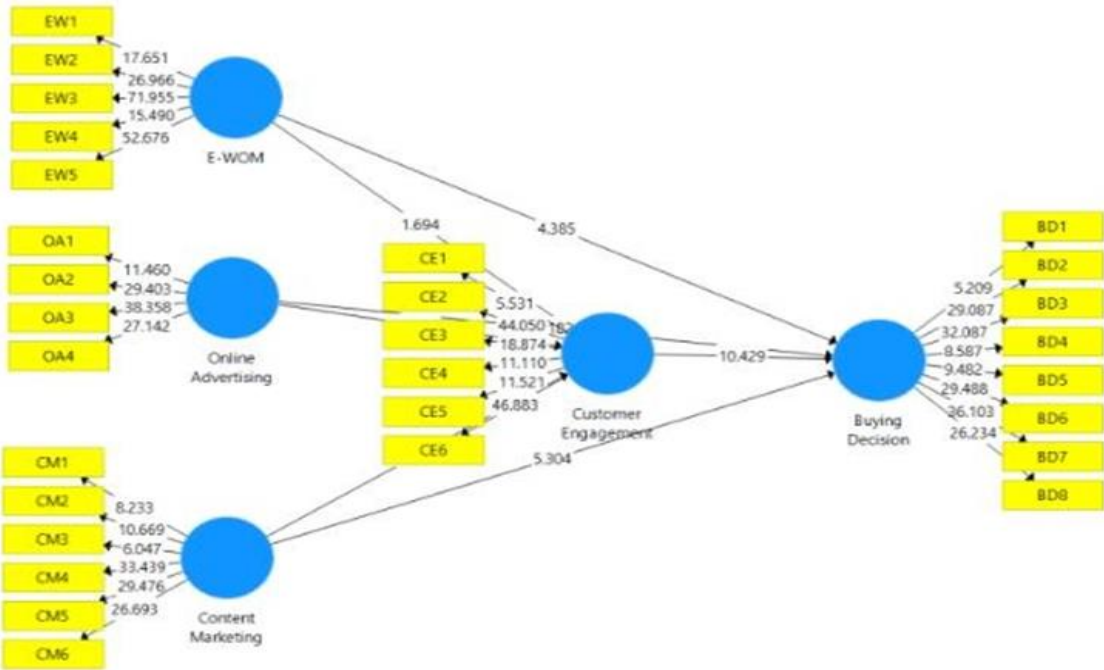 EW1
17.651
EW2
26.966
EW3
71.955
EW4
15.490
EW5
52.676
E-WOM
OA1
11.460
OA2
29.403
OA3
38.358
OA4
27.142
Online
Advertising
CM1
8.233
CM2
10.669
CM3
6.047
CM4
33.439
CM5
29.476
CM6
26.693
Content
Marketing
1.694
4.385
CE1
5.531
CE2
44.050
CE3
18.874
CE4
11.110
CE5
11.521
CE6
46.883
Customer
Engagement
10.429
5.304
Buying
Decision
BD1
5.209
BD2
29.087
BD3
32.087
BD4
8.587
BD5
9.482
BD6
29.488
BD7
BD8
26.234